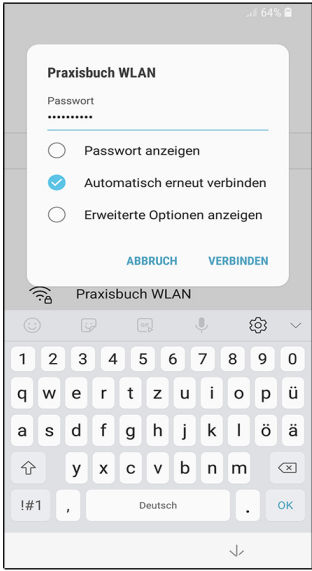 64%
Praxisbuch WLAN
Passwort
••••••••••
Passwort anzeigen
Automatisch erneut verbinden
Erweiterte Optionen anzeigen
ABBRUCH VERBINDEN
Praxisbuch WLAN
GIF
1 2 3 4 5 6 7 8 9 0
q w e r t z u i o p ü
a s d f g h j k l ö ä
y x c v b n m
!#1 , Deutsch . OK